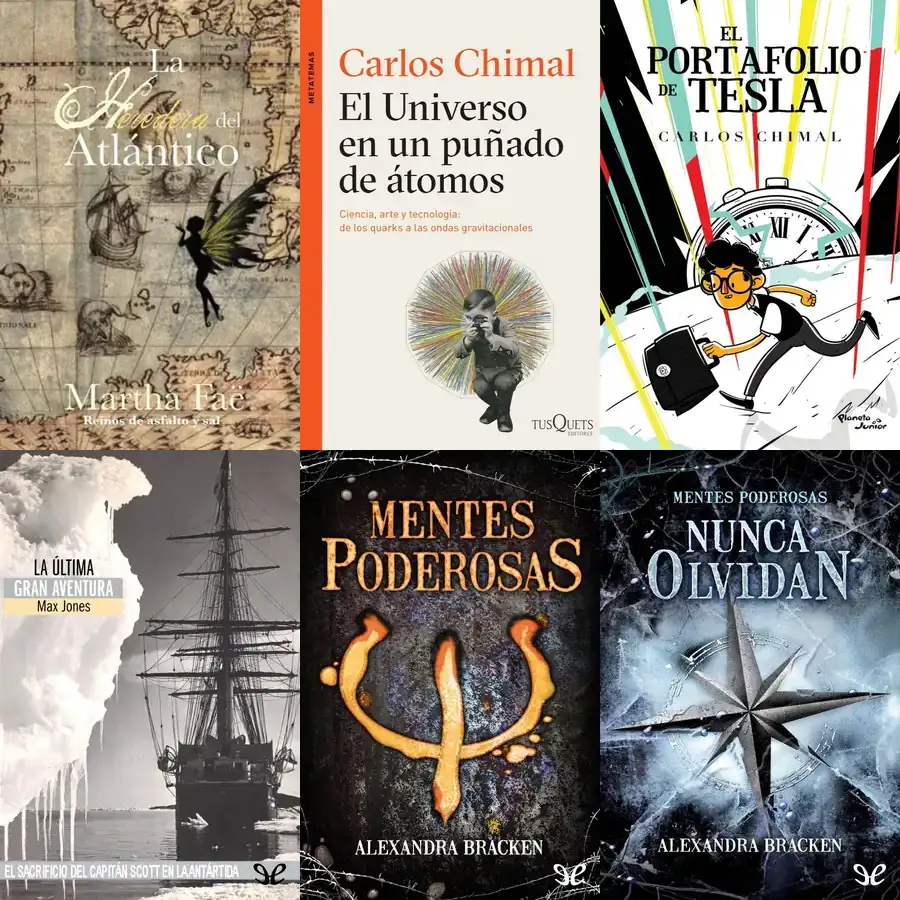 La
Heredera del
Atlántico
Martha Faë
Reinos de asfalto y sal
METATEMAS
Carlos Chimal
El Universo
en un puñado
de átomos
Ciencia, arte y tecnología:
de los quarks a las ondas gravitacionales
TUSQUETS
EDITORES
EL
PORTAFOLIO
DE TESLA
CARLOS CHIMAL
XII
Planeta
Junior
LA ÚLTIMA
GRAN AVENTURA
Max Jones
EL SACRIFICIO DEL CAPITÁN SCOTT EN LA ANTÁRTIDA
MENTES
PODEROSAS
ALEXANDRA BRACKEN
MENTES PODEROSAS
NUNCA
OLVIDAN
ALEXANDRA BRACKEN